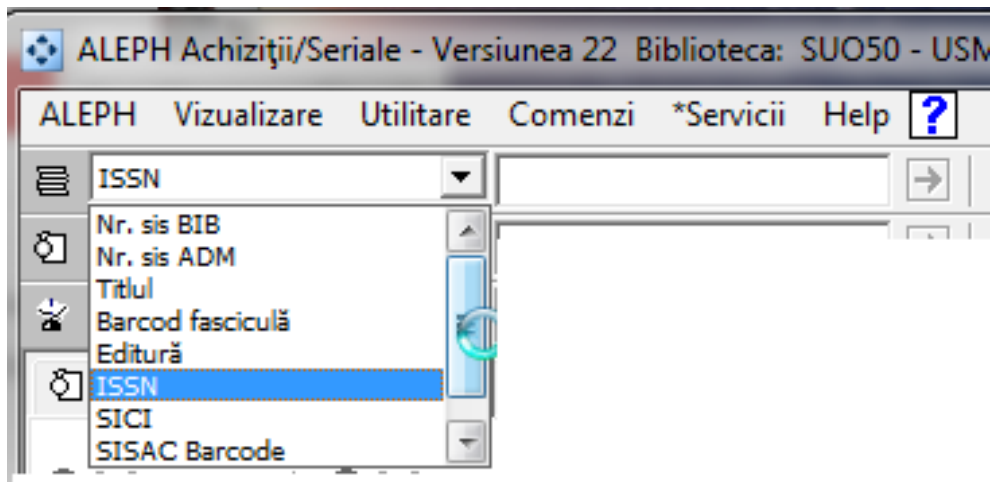 ALEPH Achiziţii/Seriale - Versiunea 22 Biblioteca: SUO50 - USM
ALEPH Vizualizare Utilitare Comenzi *Servicii Help ?
ISSN
Nr. sis BIB
Nr. sis ADM
Titlul
Barcod fasciculă
Editură
ISSN
SICI
SISAC Barcode